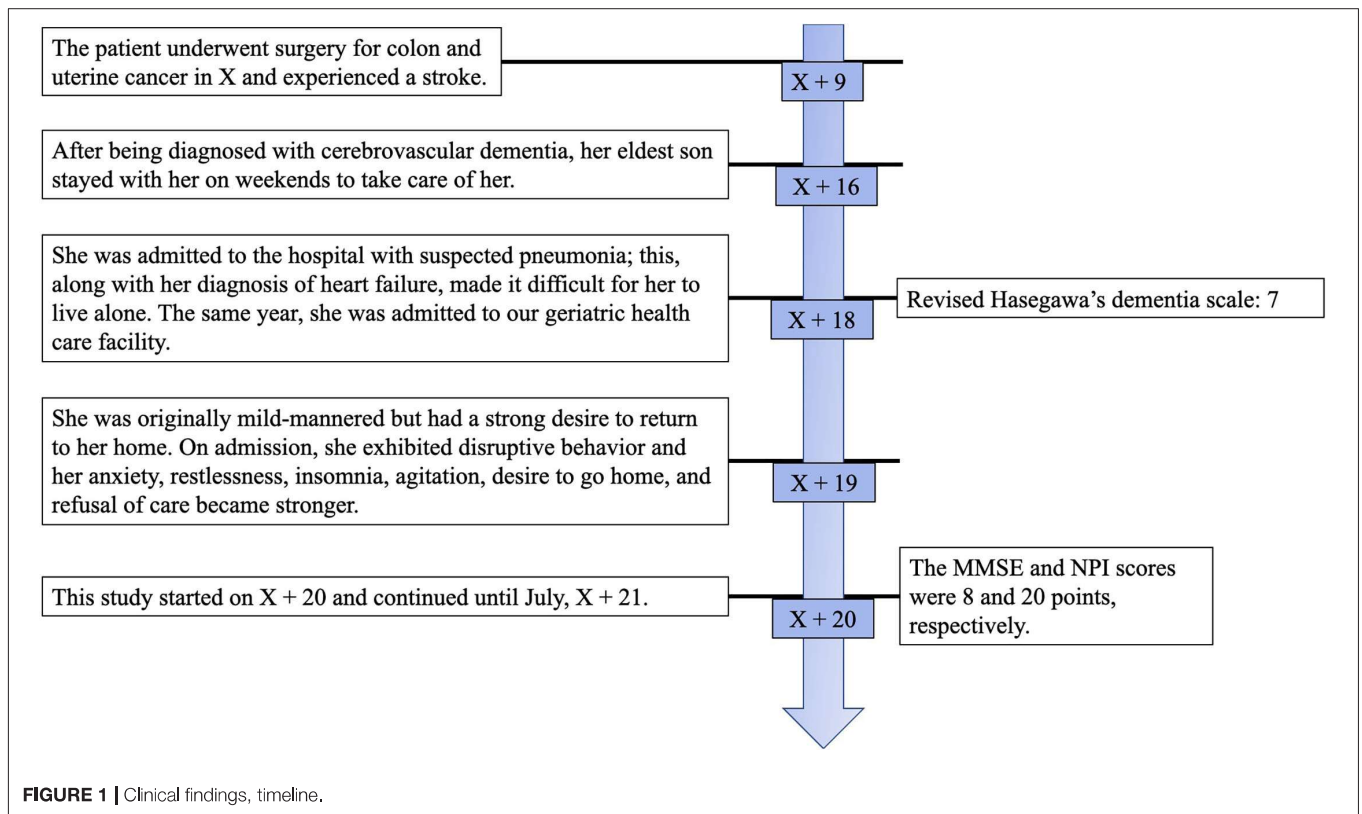 The patient underwent surgery for colon and
uterine cancer in X and experienced a stroke.
X + 9
After being diagnosed with cerebrovascular dementia, her eldest son
stayed with her on weekends to take care of her.
X + 16
She was admitted to the hospital with suspected pneumonia; this,
along with her diagnosis of heart failure, made it difficult for her to
live alone. The same year, she was admitted to our geriatric health
care facility.
X + 18
Revised Hasegawa’s dementia scale: 7
She was originally mild-mannered but had a strong desire to return
to her home. On admission, she exhibited disruptive behavior and
her anxiety, restlessness, insomnia, agitation, desire to go home, and
refusal of care became stronger.
X + 19
This study started on X + 20 and continued until July, X + 21.
X + 20
The MMSE and NPI scores
were 8 and 20 points,
respectively.
FIGURE 1 | Clinical findings, timeline.